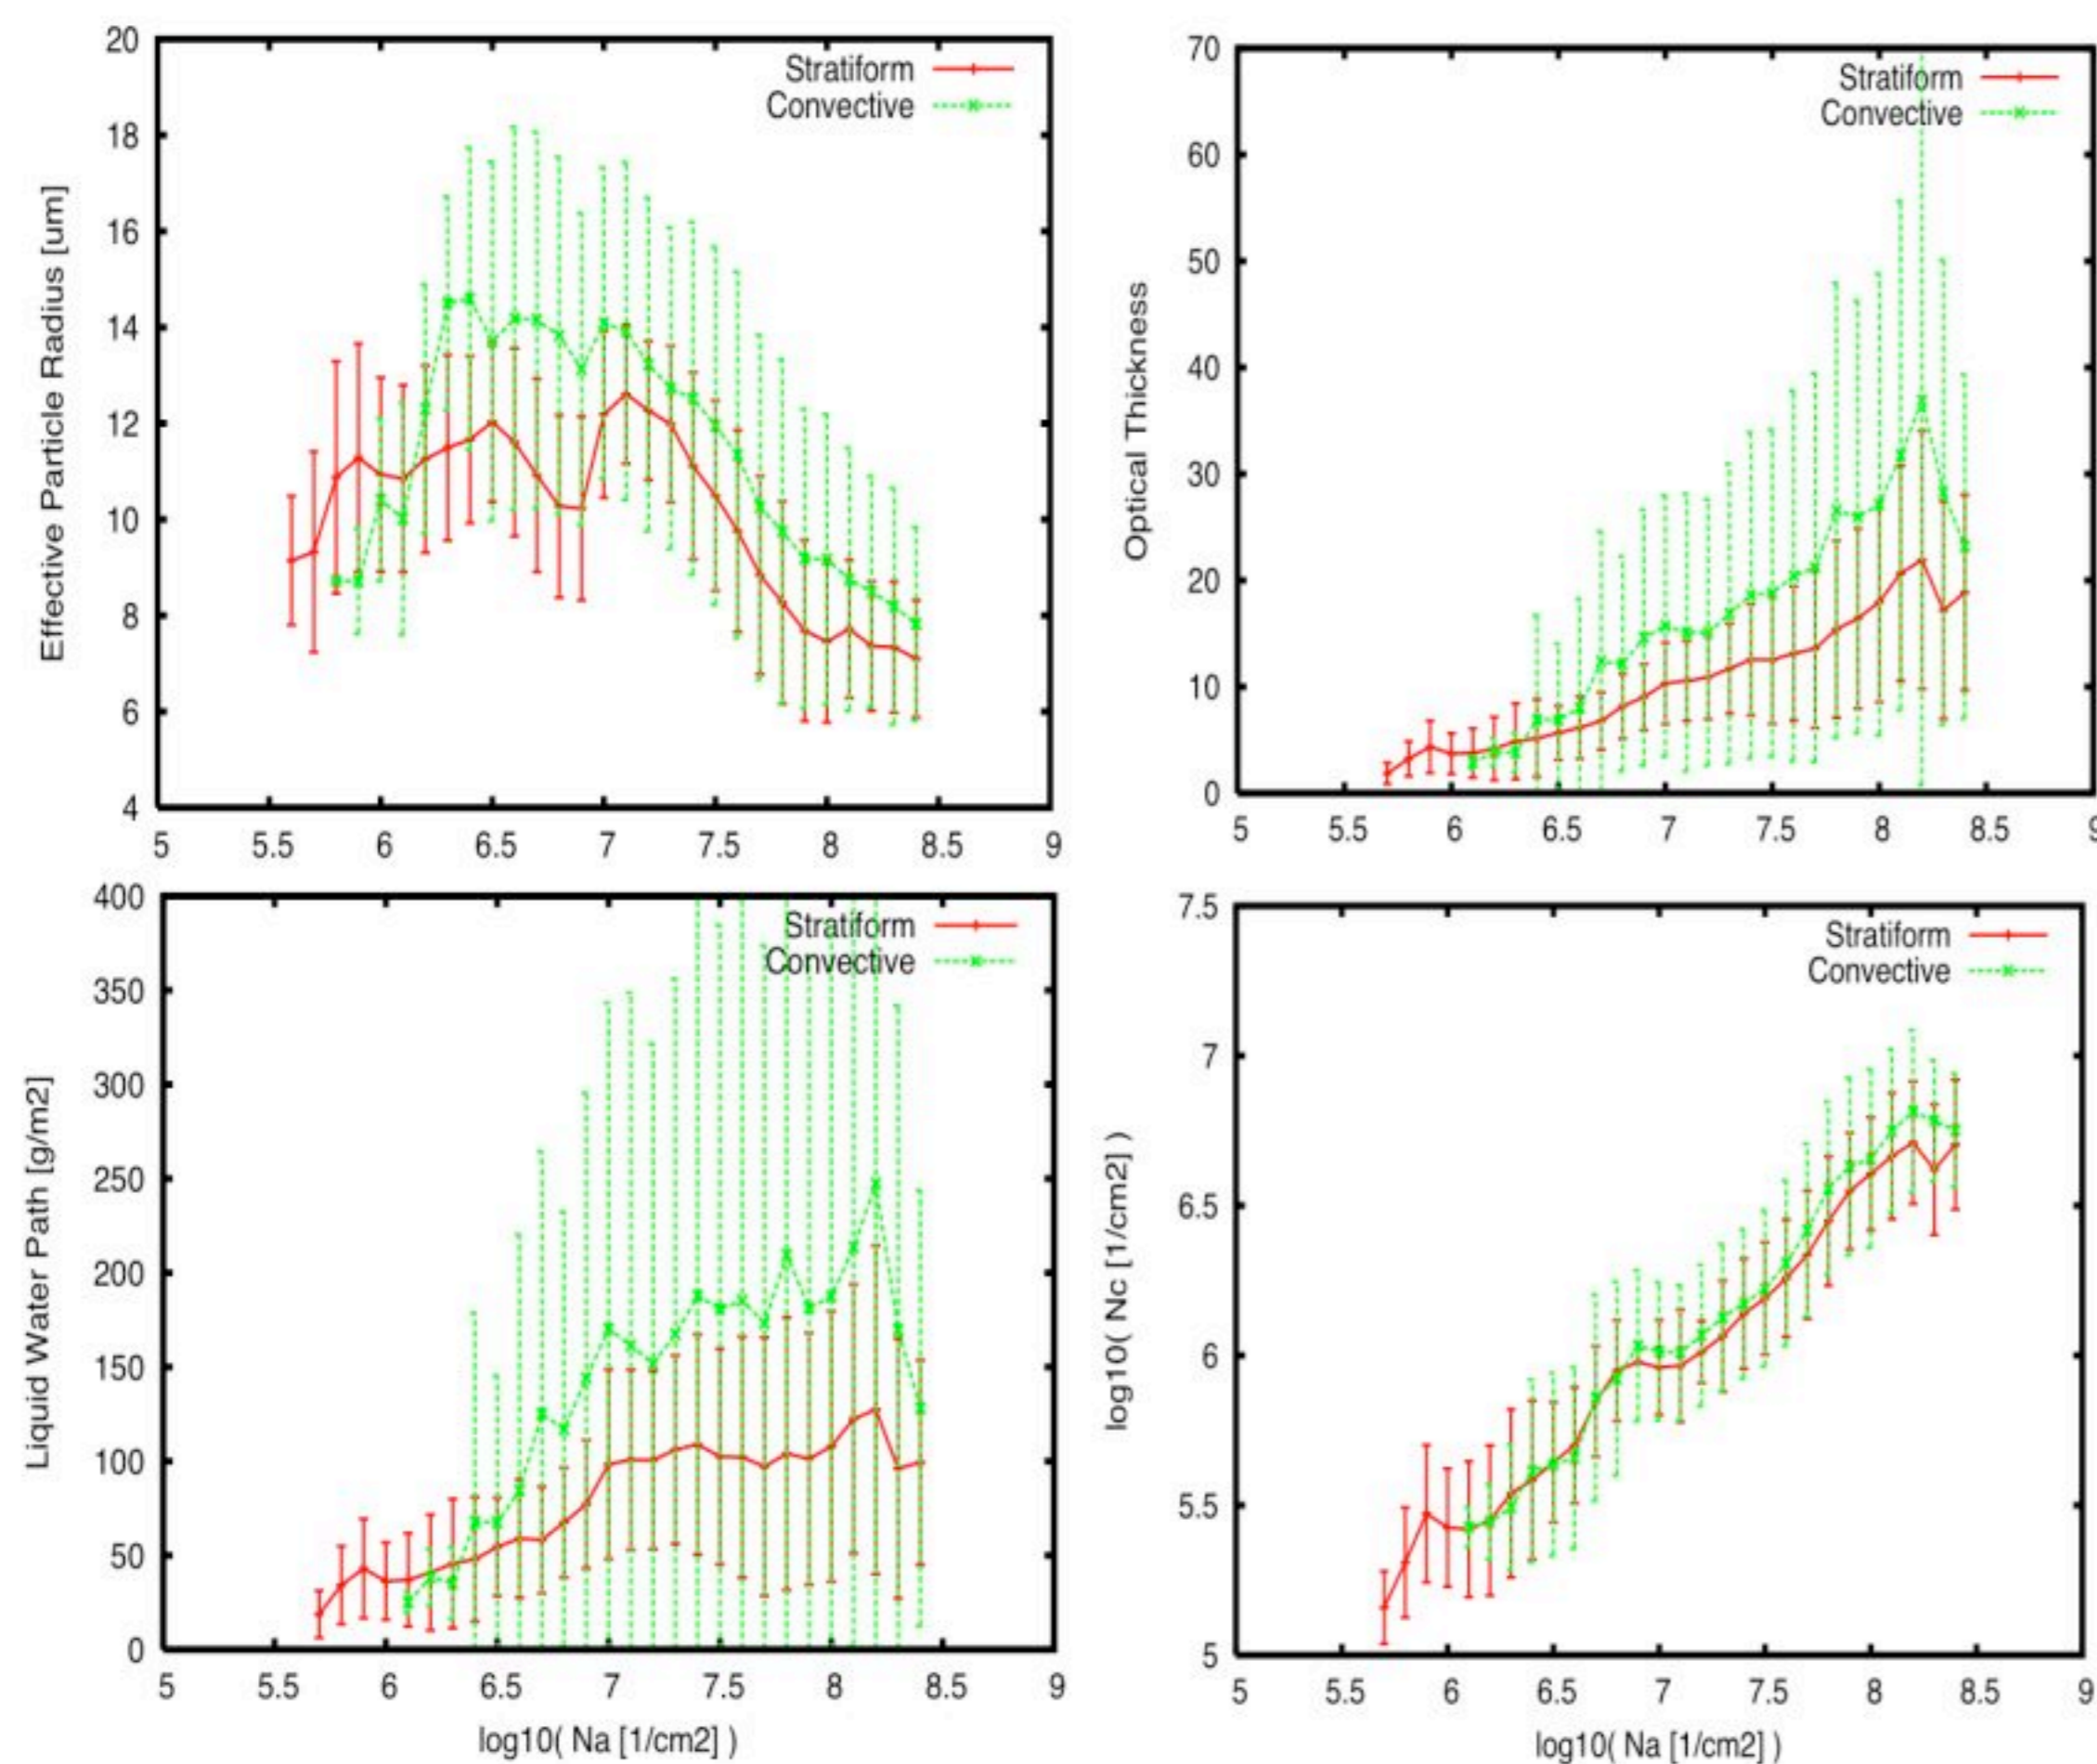 Effective Particle Radius [um]
20
18
16
14
12
10
8
6
4
Stratiform
Convective
5 5.5 6 6.5 7 7.5 8 8.5 9
Optical Thickness
70
60
50
40
30
20
10
0
Stratiform
Convective
5 5.5 6 6.5 7 7.5 8 8.5 9
Liquid Water Path [g/m2]
400
350
300
250
200
150
100
50
0
Stratiform
Convective
5 5.5 6 6.5 7 7.5 8 8.5 9
log10( Na [1/cm2] )
log10( Nc [1/cm2] )
7.5
7
6.5
6
5.5
5
Stratiform
Convective
5 5.5 6 6.5 7 7.5 8 8.5 9
log10( Na [1/cm2] )